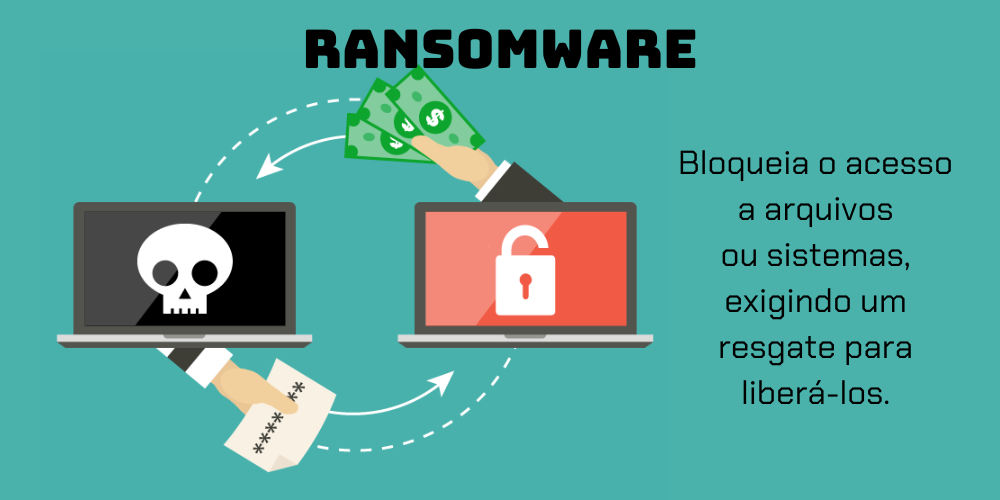 RANSOMWARE
Bloqueia o acesso
a arquivos
ou sistemas,
exigindo um
resgate para
liberá-los.
**** **